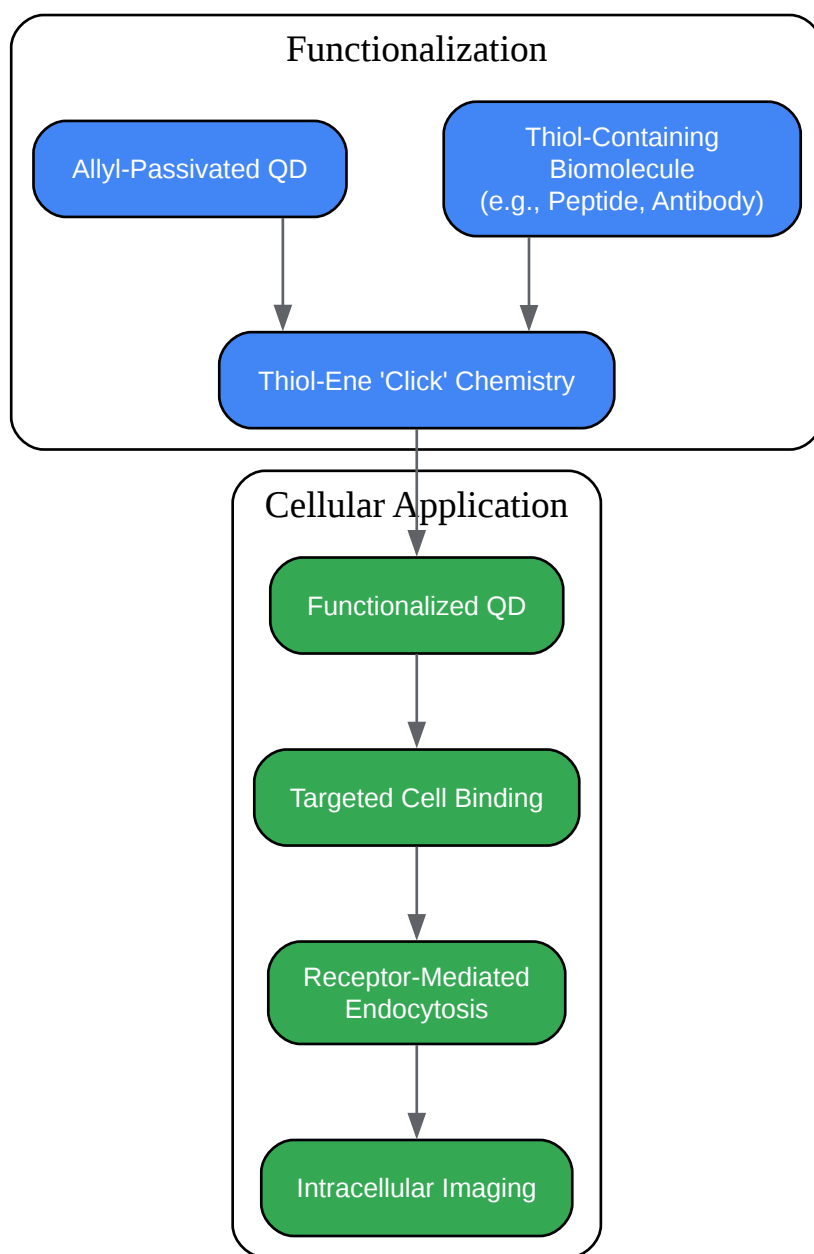 Functionalization
Allyl-Passivated QD
Thiol-Containing
Biomolecule
(e.g., Peptide, Antibody)
Thiol-Ene 'Click' Chemistry
Cellular Application
Functionalized QD
Targeted Cell Binding
Receptor-Mediated
Endocytosis
Intracellular Imaging